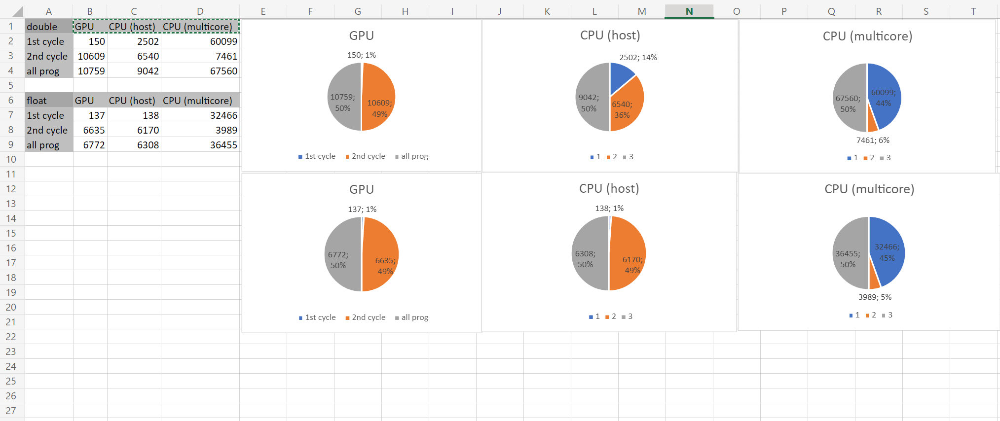 A B C D E F G H I J K L M N O P Q R S T
1 double GPU CPU (host) CPU (multicore)
2 1st cycle 150 2502 60099
3 2nd cycle 10609 6540 7461
4 all prog 10759 9042 67560
5
6 float GPU CPU (host) CPU (multicore)
7 1st cycle 137 138 32466
8 2nd cycle 6635 6170 3989
9 all prog 6772 6308 36455
10
11
12
13
14
15
16
17
18
19
20
21
22
23
24
25
26
27
GPU
150; 1%
10759;
50%
10609;
49%
1st cycle 2nd cycle all prog
CPU (host)
2502; 14%
9042;
50%
6540;
36%
1 2 3
CPU (multicore)
60099;
44%
67560;
50%
7461; 6%
1 2 3
GPU
137; 1%
6772;
50%
6635;
49%
1st cycle 2nd cycle all prog
CPU (host)
138; 1%
6308;
50%
6170;
49%
1 2 3
CPU (multicore)
32466;
45%
36455;
50%
3989; 5%
1 2 3